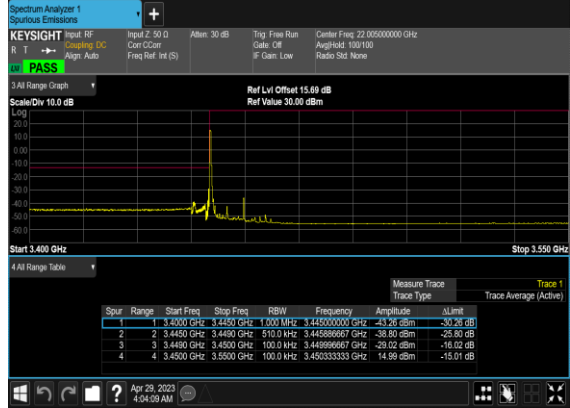 Spectrum Analyzer 1
Spurious Emissions
KEYSIGHT Input: RF Input Z: 50 Ω Atten: 30 dB Trig: Free Run Center Freq: 22.005000000 GHz
R T Coupling: DC Corr CCorr Gate: Off Avg|Hold: 100/100
Align: Auto Freq Ref: Int (S) IF Gain: Low Radio Std: None
PASS
3 All Range Graph
Ref Lvl Offset 15.69 dB
Scale/Div 10.0 dB Ref Value 30.00 dBm
Log
20.0
10.0
0.00
-10.0
-20.0
-30.0
-40.0
-50.0
-60.0
Start 3.400 GHz Stop 3.550 GHz
4 All Range Table
Measure Trace Trace 1
Trace Type Trace Average (Active)
Spur Range Start Freq Stop Freq RBW Frequency Amplitude ΔLimit
1 1 3.4000 GHz 3.4450 GHz 1.000 MHz 3.445000000 GHz -43.26 dBm -30.26 dB
2 2 3.4450 GHz 3.4490 GHz 510.0 kHz 3.445886667 GHz -38.80 dBm -25.80 dB
3 3 3.4490 GHz 3.4500 GHz 100.0 kHz 3.449996667 GHz -29.02 dBm -16.02 dB
4 4 3.4500 GHz 3.5500 GHz 100.0 kHz 3.450333333 GHz 14.99 dBm -15.01 dB
Apr 29, 2023
4:04:09 AM